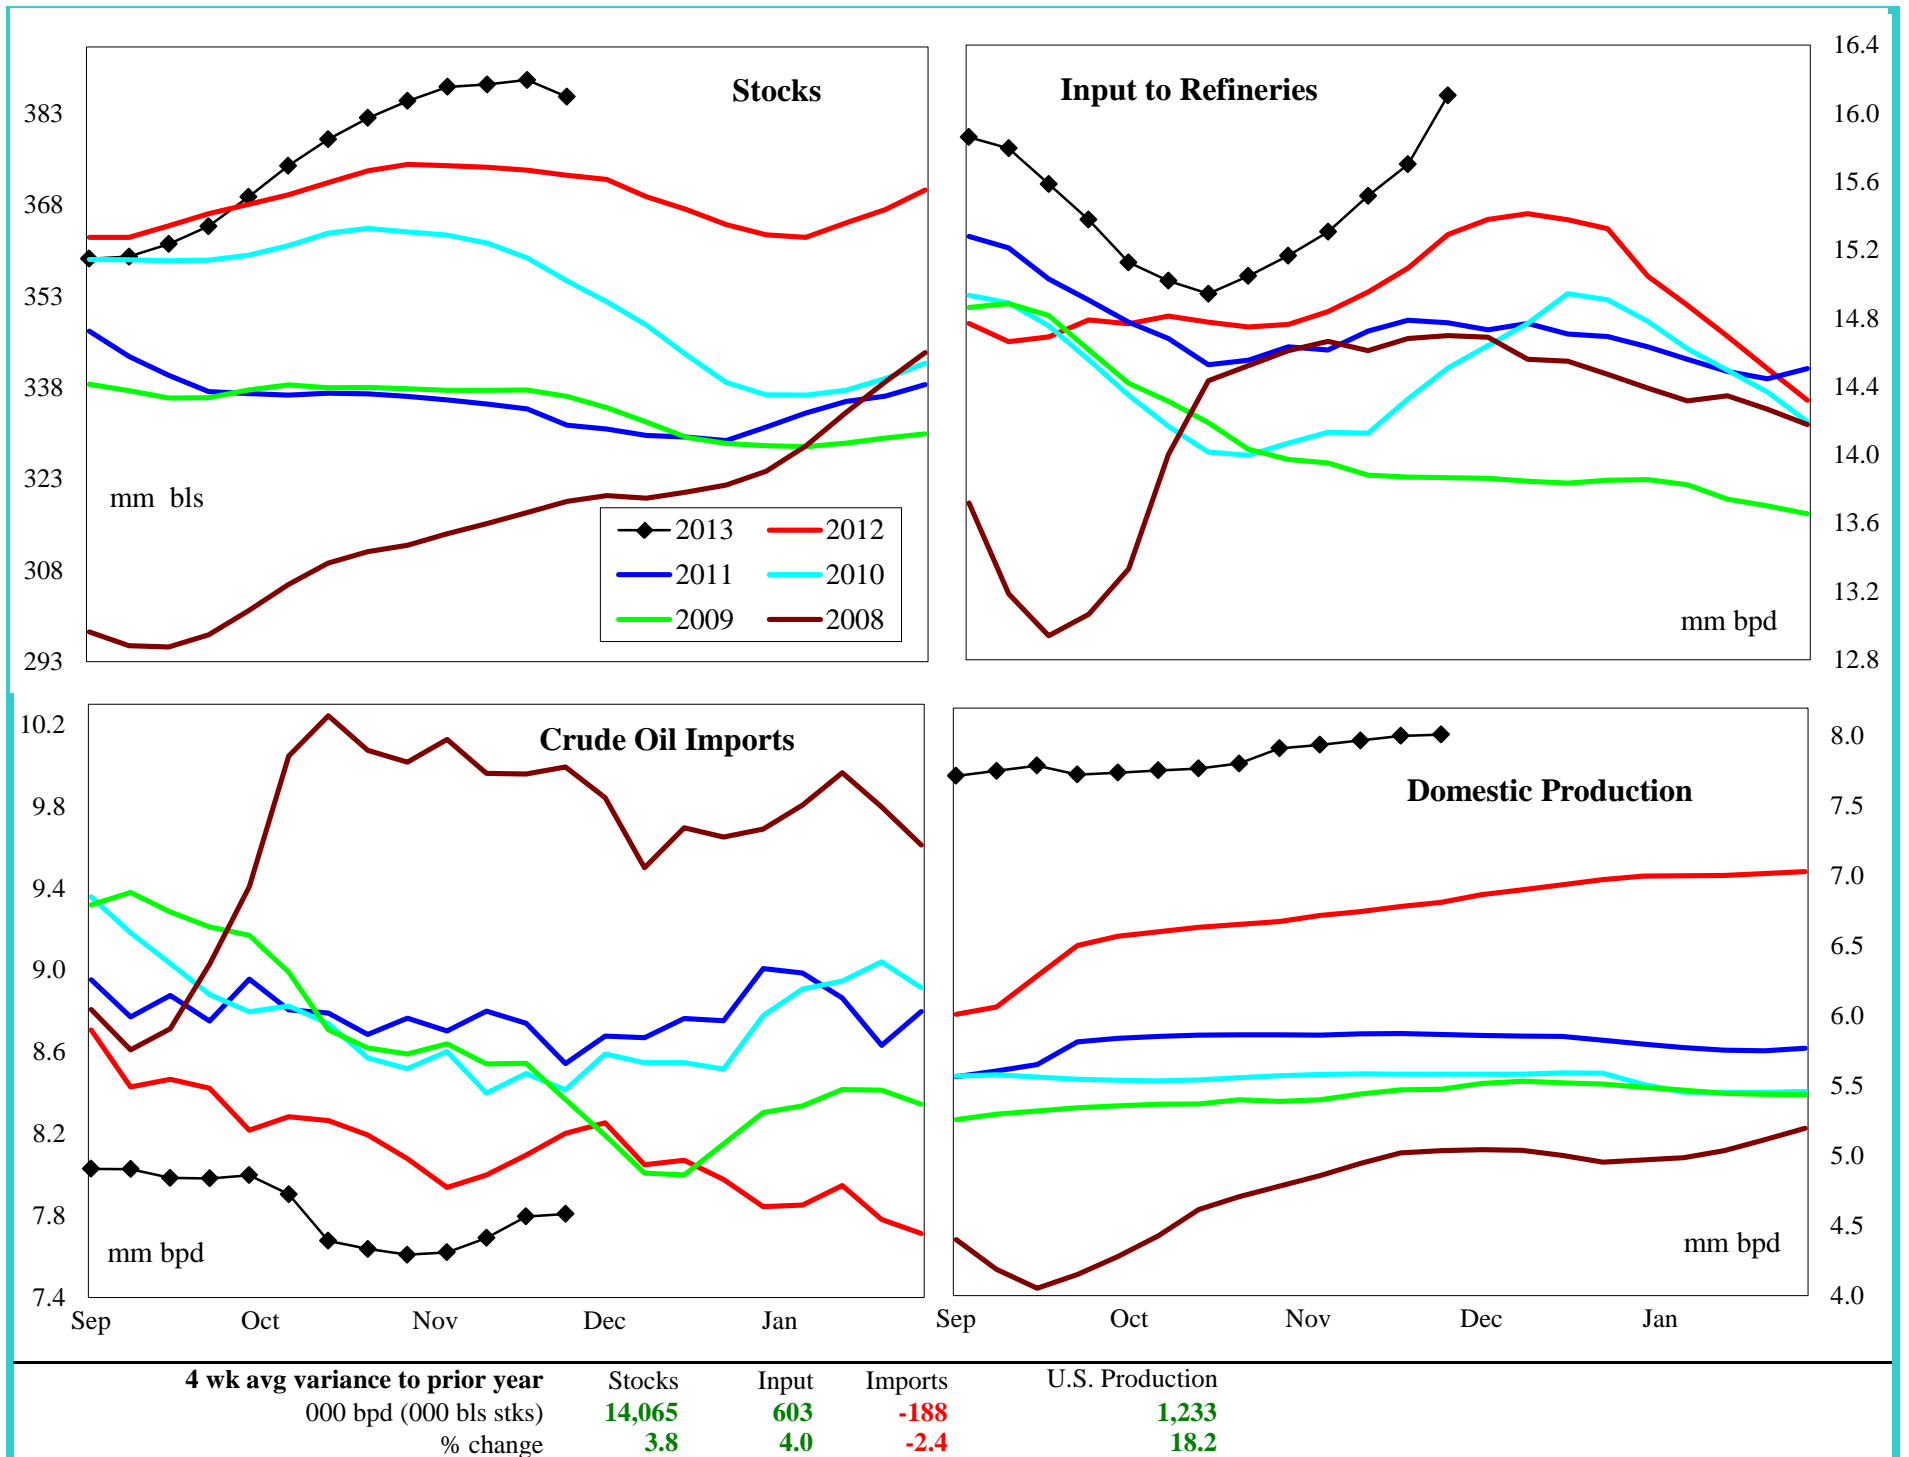 Stocks
383
368
353
338
323
308
293
mm bls
2013 2012
2011 2010
2009 2008
Input to Refineries
16.4
16.0
15.6
15.2
14.8
14.4
14.0
13.6
13.2
12.8
mm bpd
Crude Oil Imports
10.2
9.8
9.4
9.0
8.6
8.2
7.8
7.4
mm bpd
Sep Oct Nov Dec Jan
Domestic Production
8.0
7.5
7.0
6.5
6.0
5.5
5.0
4.5
4.0
mm bpd
Sep Oct Nov Dec Jan
4 wk avg variance to prior year Stocks Input Imports U.S. Production
000 bpd (000 bls stks) 14,065 603 -188 1,233
% change 3.8 4.0 -2.4 18.2